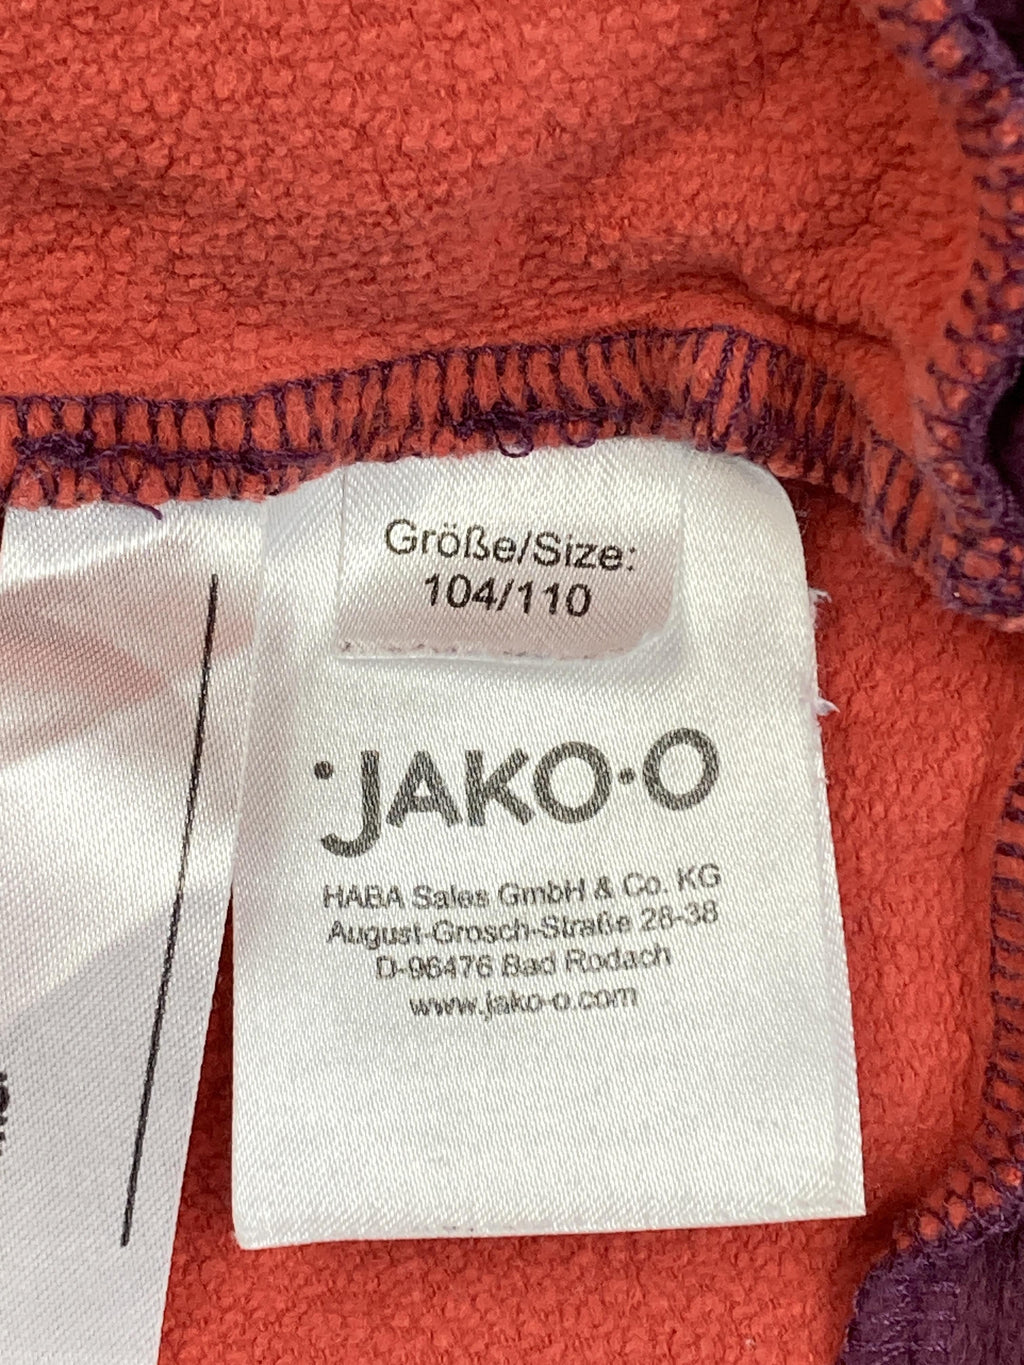 Größe/Size:
104/110
JAKO-O
HABA Sales GmbH & Co. KG
August-Grosch-Straße 28-38
D-96476 Bad Rodach
www.jako-o.com